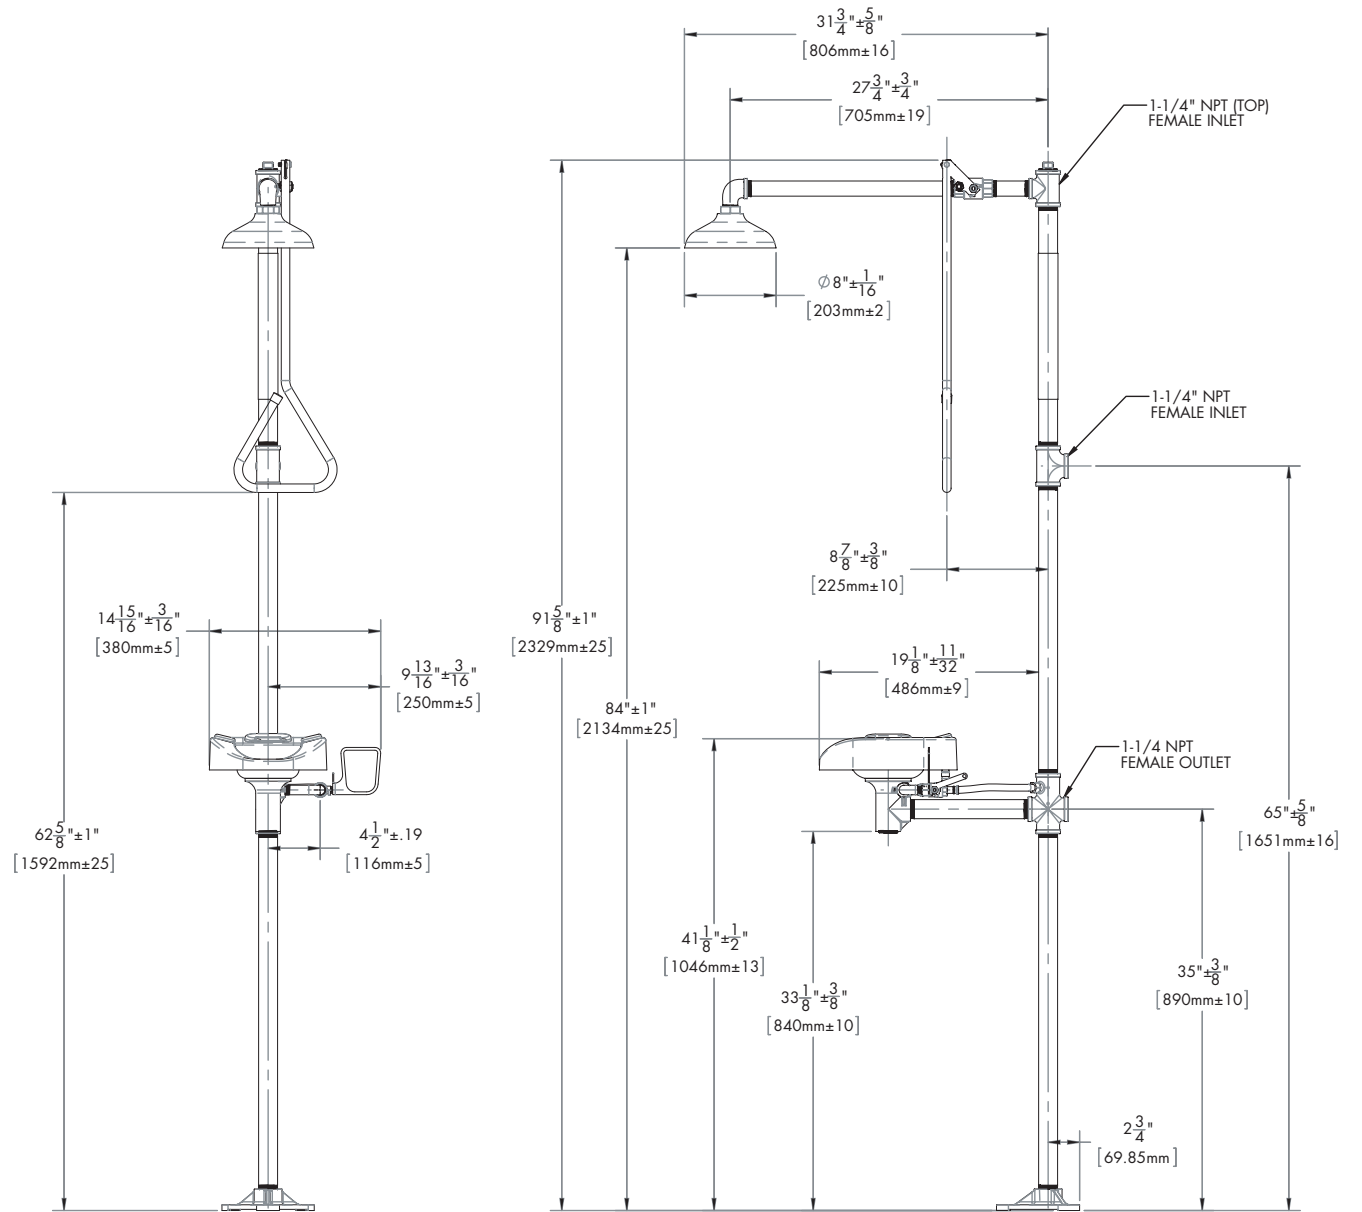 31 3/4"±5/8"
[806mm±16]
27 3/4"±3/4"
[705mm±19]
1-1/4" NPT (TOP)
FEMALE INLET
∅8"±1/16"
[203mm±2]
1-1/4" NPT
FEMALE INLET
8 7/8"±3/8"
[225mm±10]
14 15/16"±3/16"
[380mm±5]
91 5/8"±1"
[2329mm±25]
9 13/16"±3/16"
[250mm±5]
19 1/8"±11/32"
[486mm±9]
84"±1"
[2134mm±25]
1-1/4 NPT
FEMALE OUTLET
62 5/8"±1"
[1592mm±25]
4 1/2"±.19
[116mm±5]
65"±5/8"
[1651mm±16]
41 1/8"±1/2"
[1046mm±13]
33 1/8"±3/8"
[840mm±10]
35"±3/8"
[890mm±10]
2 3/4"
[69.85mm]